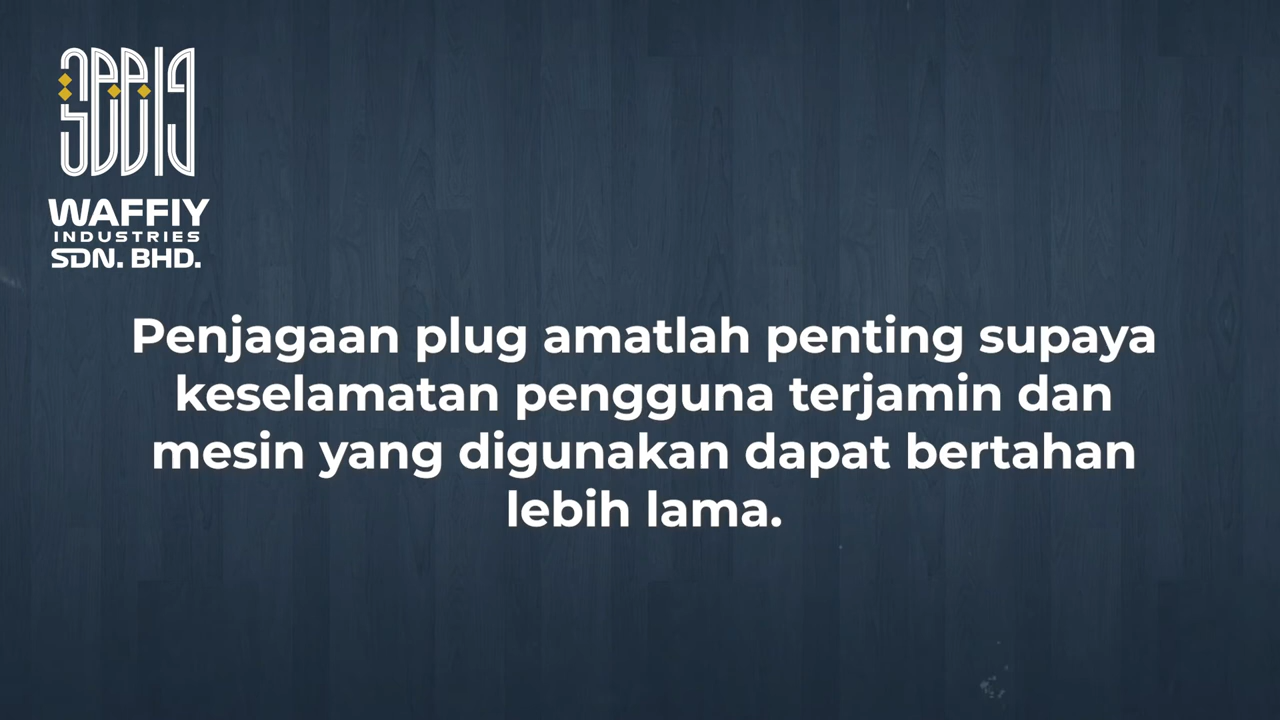 WAFFIY
INDUSTRIES
SDN. BHD.
Penjagaan plug amatlah penting supaya
keselamatan pengguna terjamin dan
mesin yang digunakan dapat bertahan
lebih lama.